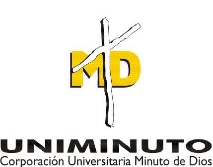 MD
UNIMINUTO
Corporación Universitaria Minuto de Dios